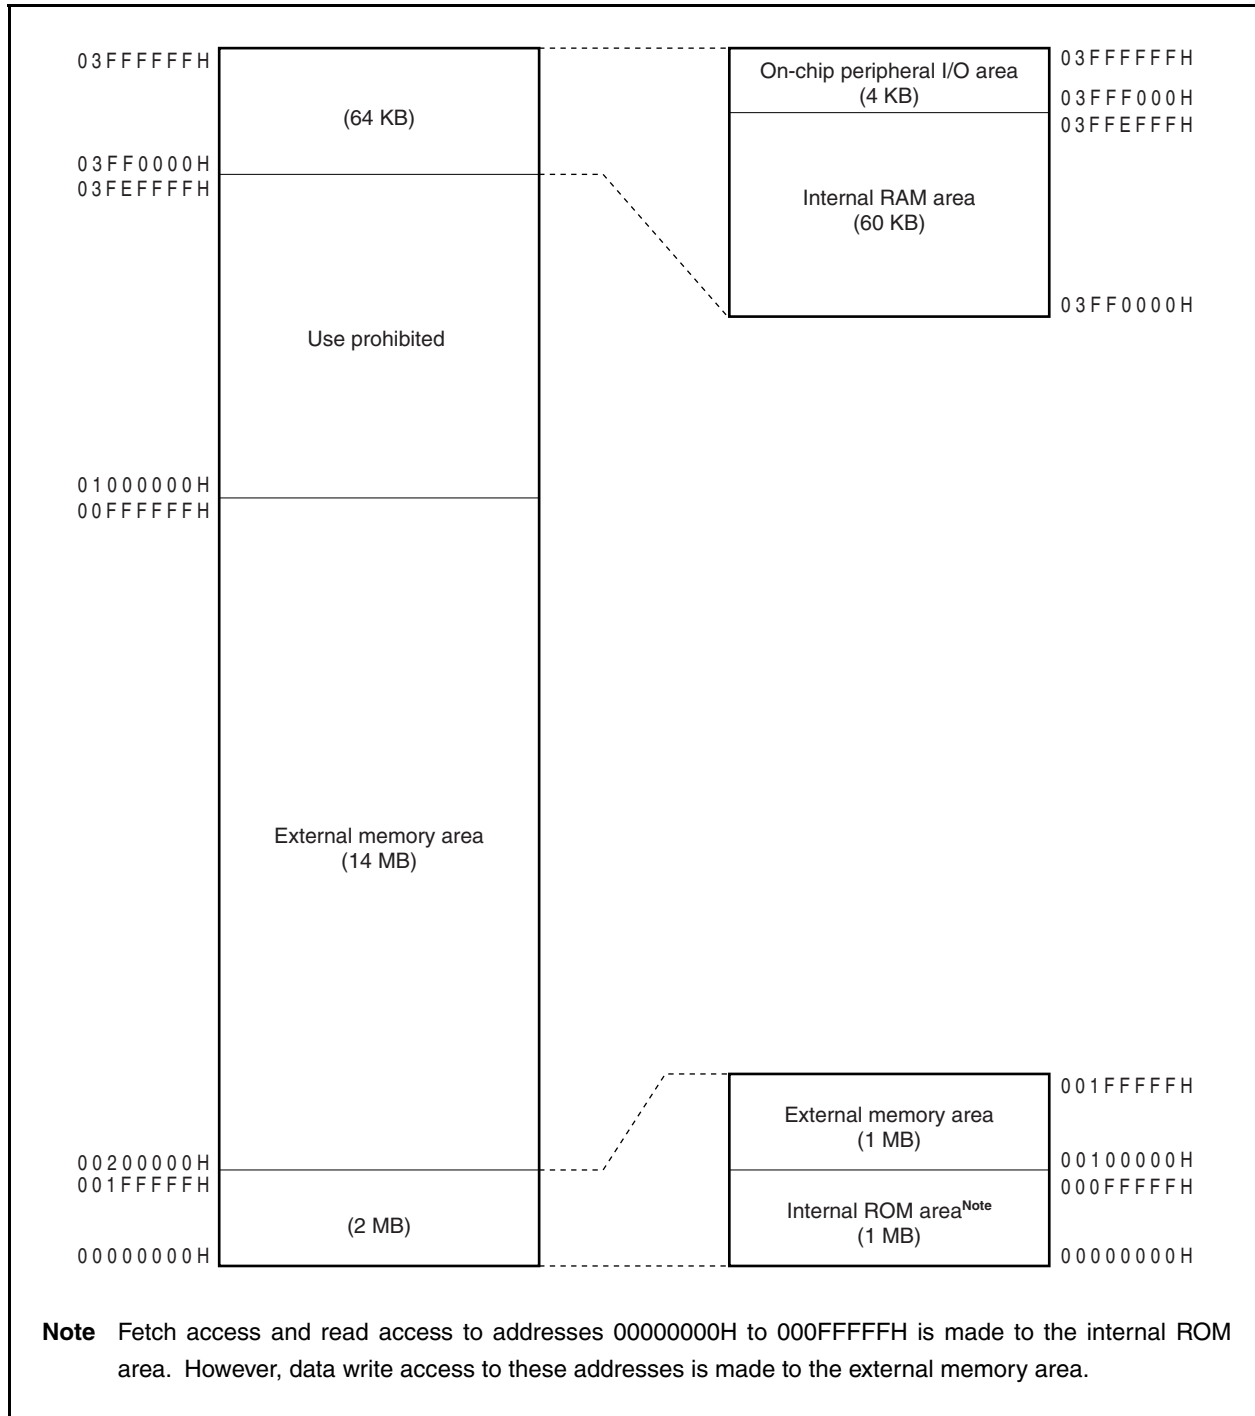 03FFFFFFH
(64 KB)
03FF0000H
03FEFFFFH
Use prohibited
01000000H
00FFFFFFH
External memory area
(14 MB)
00200000H
001FFFFFH
(2 MB)
00000000H
On-chip peripheral I/O area
(4 KB)
03FFFFFFH
03FFF000H
03FFEFFFH
Internal RAM area
(60 KB)
03FF0000H
001FFFFFH
External memory area
(1 MB)
00100000H
000FFFFFH
Internal ROM areaNote
(1 MB)
00000000H
Note Fetch access and read access to addresses 00000000H to 000FFFFFH is made to the internal ROM
area. However, data write access to these addresses is made to the external memory area.